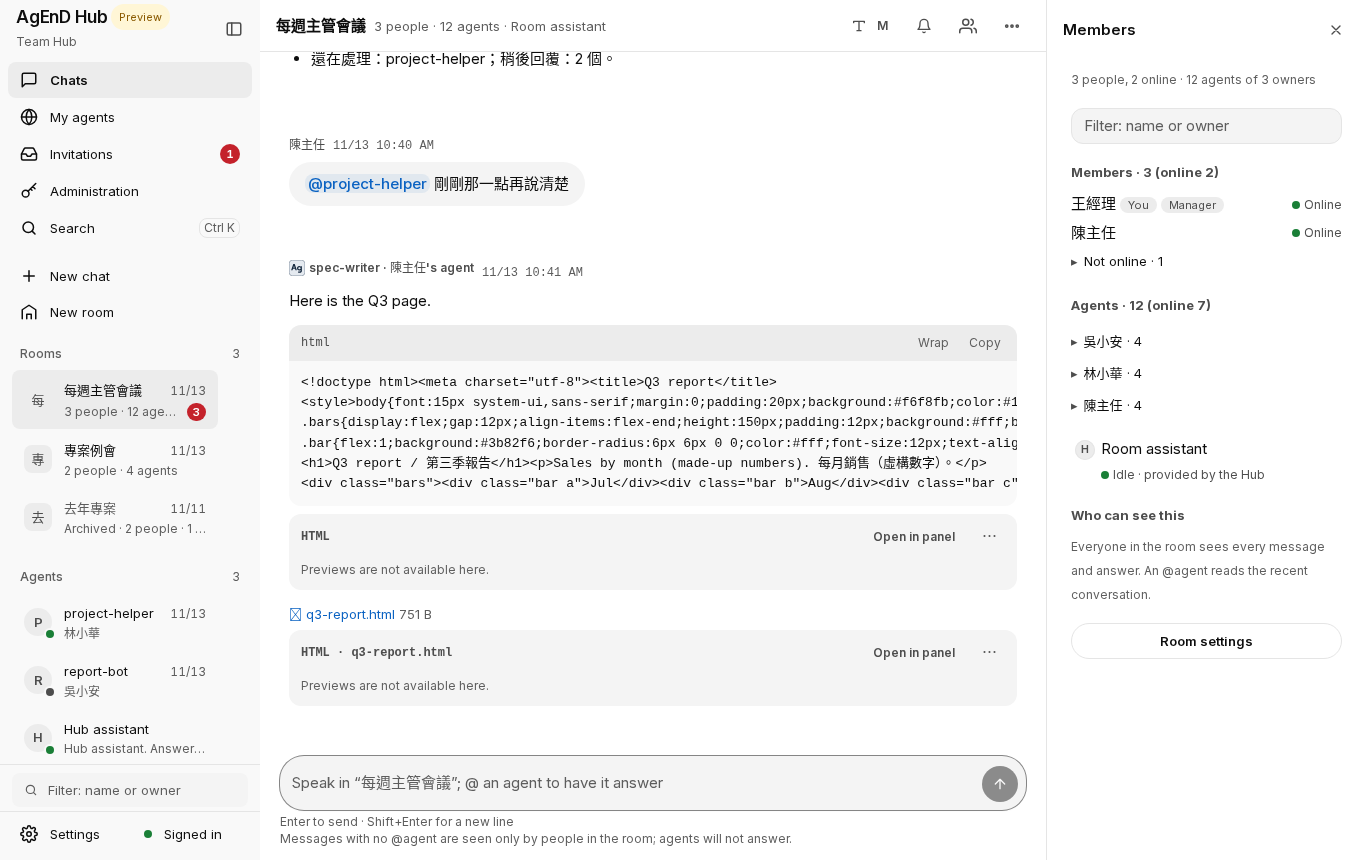 AgEnD Hub Preview
Team Hub
Chats
My agents
Invitations 1
Administration
Search Ctrl K
New chat
New room
Rooms 3
每 每週主管會議 11/13
3 people · 12 age… 3
專 專案例會 11/13
2 people · 4 agents
去 去年專案 11/11
Archived · 2 people · 1 …
Agents 3
P project-helper 11/13
林小華
R report-bot 11/13
吳小安
H Hub assistant
Hub assistant. Answer…
Filter: name or owner
Settings Signed in
每週主管會議 3 people · 12 agents · Room assistant M
還在處理：project-helper；稍後回覆：2 個。
陳主任 11/13 10:40 AM
@project-helper 剛剛那一點再說清楚
Ag spec-writer · 陳主任's agent 11/13 10:41 AM
Here is the Q3 page.
html Wrap Copy
<!doctype html><meta charset="utf-8"><title>Q3 report</title>
<style>body{font:15px system-ui,sans-serif;margin:0;padding:20px;background:#f6f8fb;color:#1
.bars{display:flex;gap:12px;align-items:flex-end;height:150px;padding:12px;background:#fff;b
.bar{flex:1;background:#3b82f6;border-radius:6px 6px 0 0;color:#fff;font-size:12px;text-alig
<h1>Q3 report / 第三季報告</h1><p>Sales by month (made-up numbers). 每月銷售（虛構數字）。</p>
<div class="bars"><div class="bar a">Jul</div><div class="bar b">Aug</div><div class="bar c"
HTML Open in panel ···
Previews are not available here.
q3-report.html 751 B
HTML · q3-report.html Open in panel ···
Previews are not available here.
Speak in “每週主管會議”; @ an agent to have it answer
Enter to send · Shift+Enter for a new line
Messages with no @agent are seen only by people in the room; agents will not answer.
Members
3 people, 2 online · 12 agents of 3 owners
Filter: name or owner
Members · 3 (online 2)
王經理 You Manager Online
陳主任 Online
Not online · 1
Agents · 12 (online 7)
吳小安 · 4
林小華 · 4
陳主任 · 4
H Room assistant
Idle · provided by the Hub
Who can see this
Everyone in the room sees every message
and answer. An @agent reads the recent
conversation.
Room settings